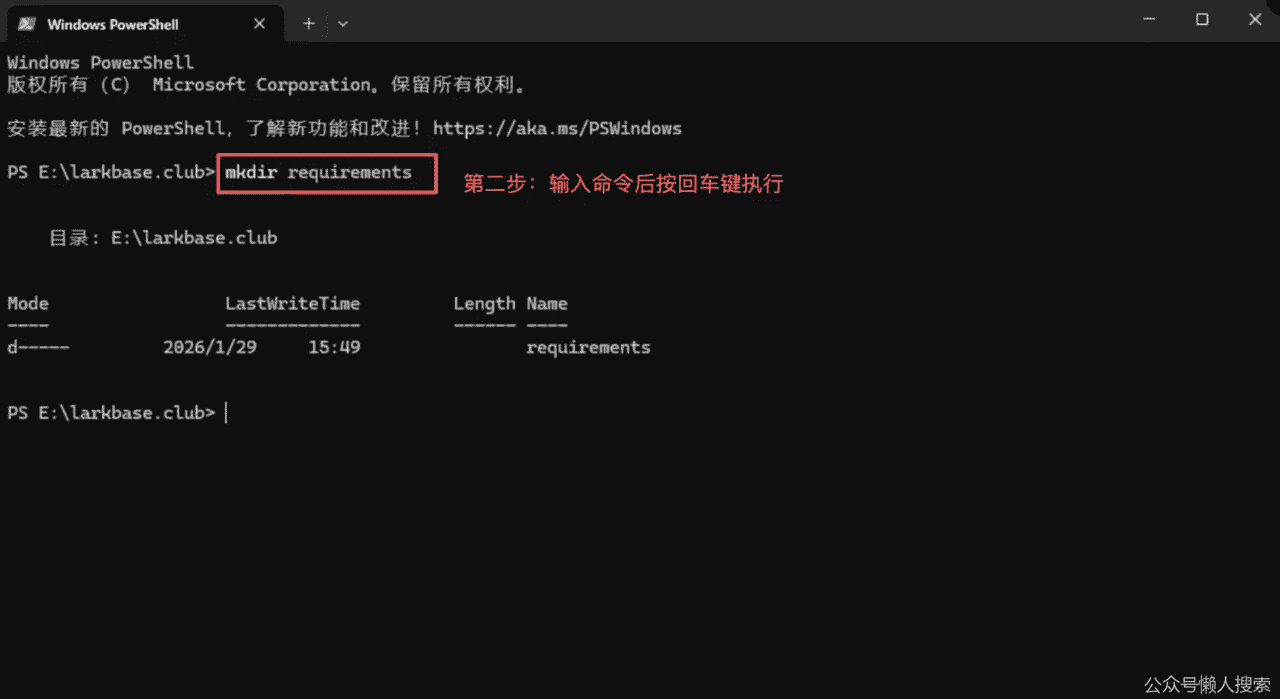 Windows PowerShell
Windows PowerShell
版权所有 (C)  Microsoft Corporation。保留所有权利。
安装最新的 PowerShell，了解新功能和改进！https://aka.ms/PSWindows
PS E:\larkbase.club> mkdir requirements
第二步：输入命令后按回车键执行
目录: E:\larkbase.club
Mode                 LastWriteTime         Length Name
----                 -------------         ------ ----
d-----         2026/1/29     15:49                requirements
PS E:\larkbase.club>
公众号懒人搜索